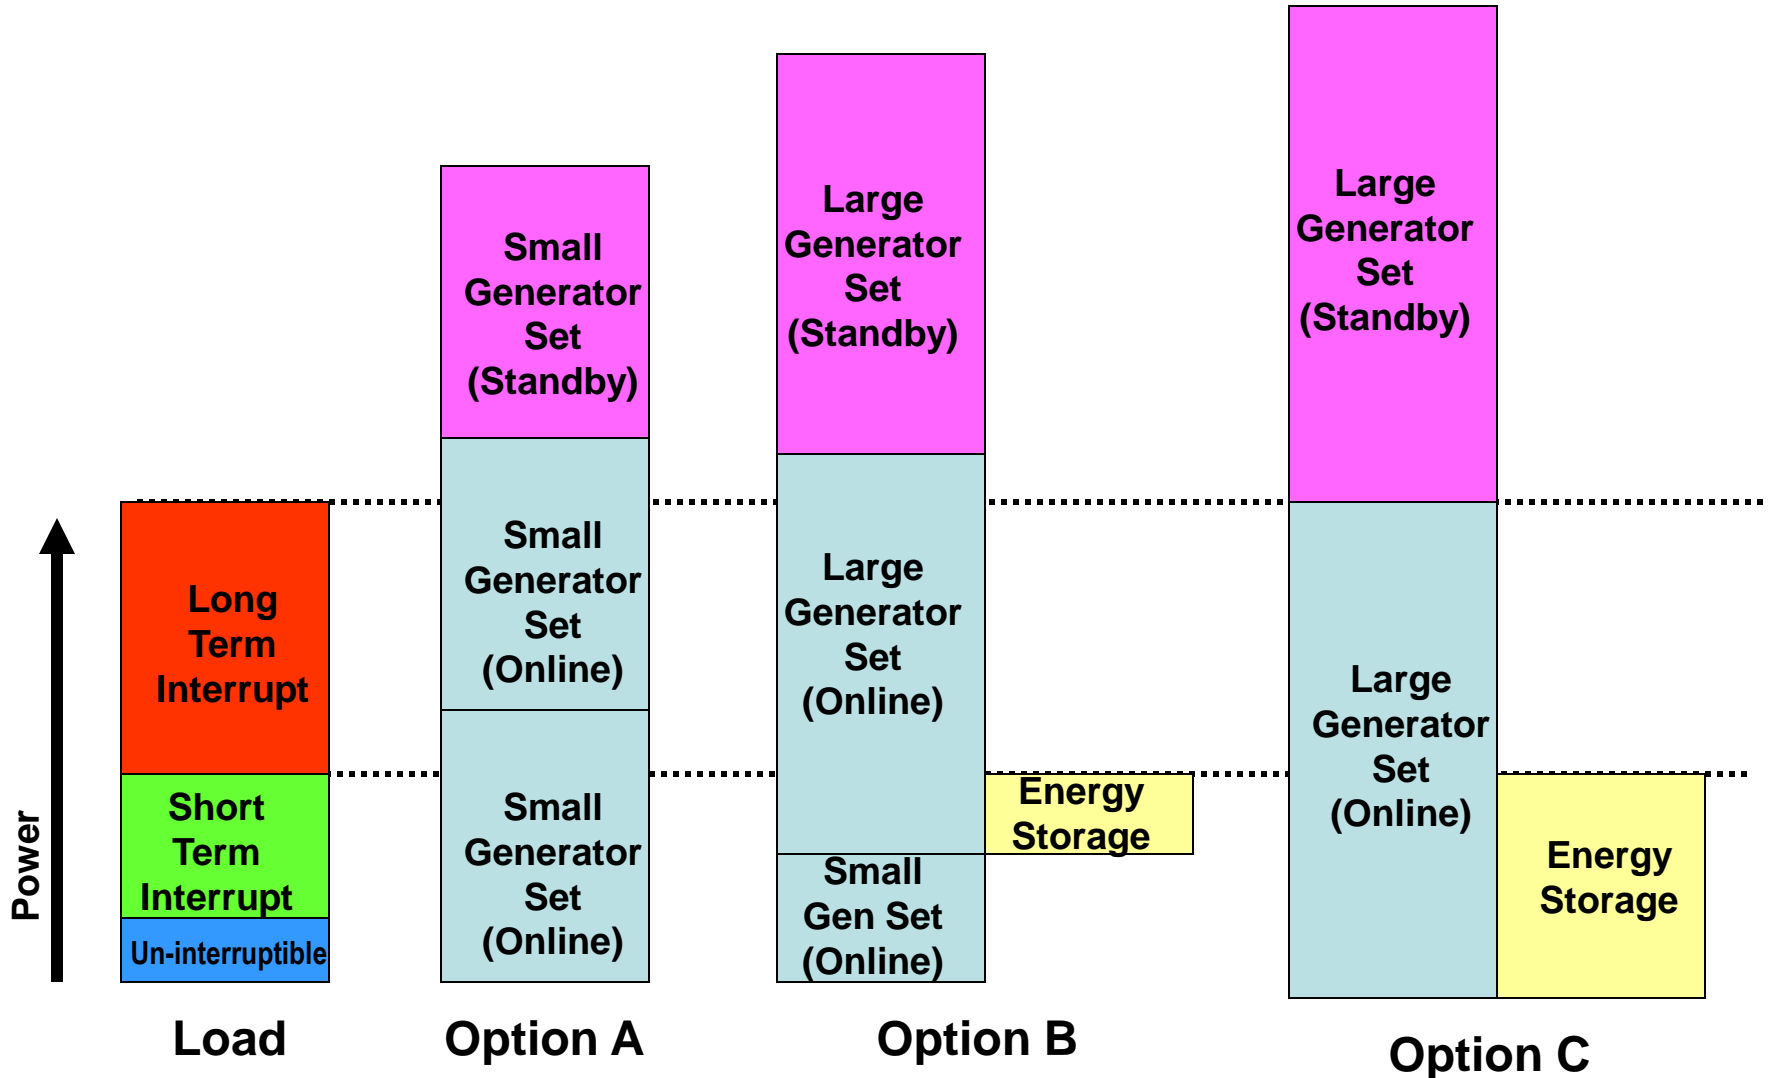 Power
Long
Term
Interrupt
Short
Term
Interrupt
Un-interruptible
Load
Small
Generator
Set
(Standby)
Small
Generator
Set
(Online)
Small
Generator
Set
(Online)
Option A
Large
Generator
Set
(Standby)
Large
Generator
Set
(Online)
Small
Gen Set
(Online)
Energy
Storage
Option B
Large
Generator
Set
(Standby)
Large
Generator
Set
(Online)
Energy
Storage
Option C